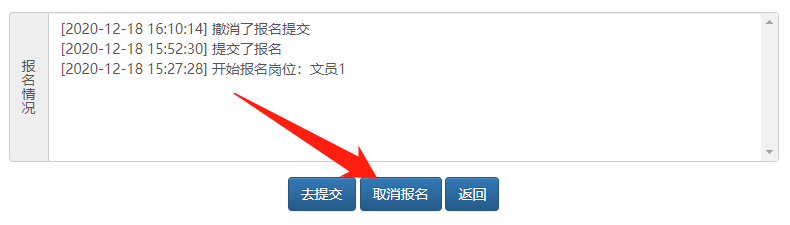 报名情况
[2020-12-18 16:10:14] 撤消了报名提交
[2020-12-18 15:52:30] 提交了报名
[2020-12-18 15:27:28] 开始报名岗位：文员1
去提交 取消报名 返回